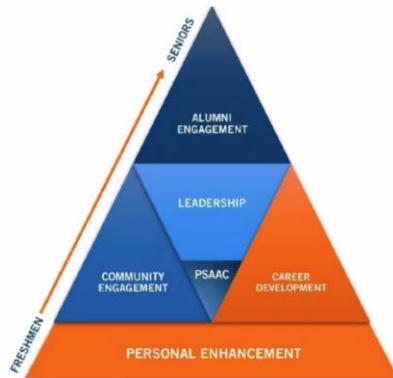 SENIORS
ALUMNI
ENGAGEMENT
LEADERSHIP
PSAAC
COMMUNITY
ENGAGEMENT
CAREER
DEVELOPMENT
FRESHMEN
PERSONAL ENHANCEMENT